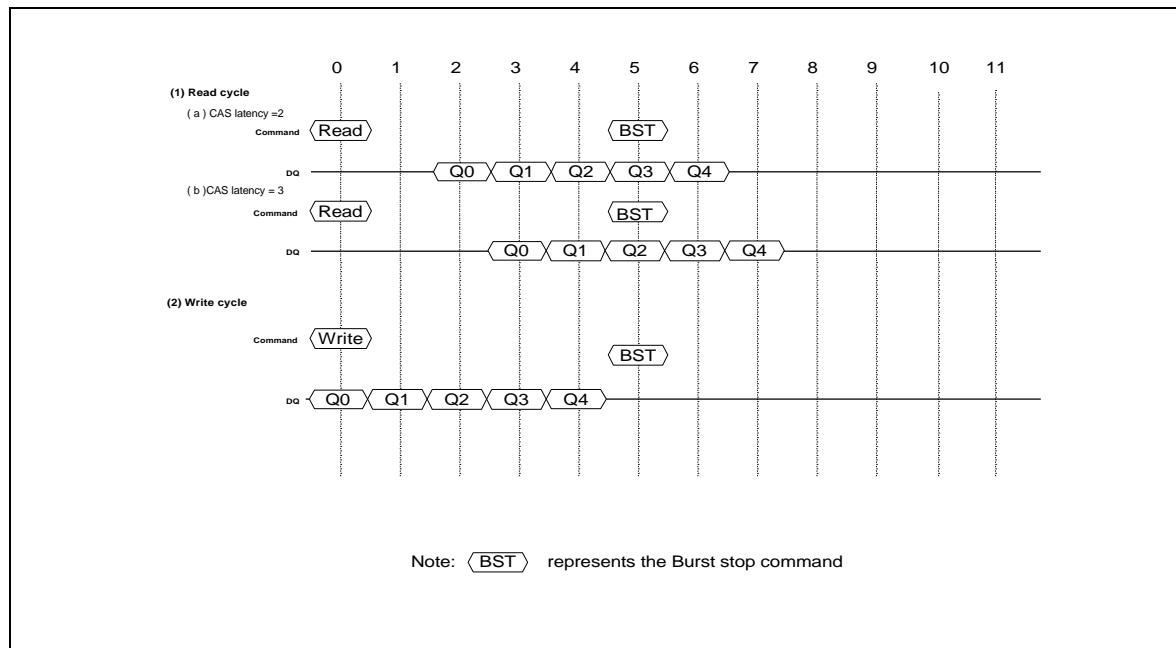 0 1 2 3 4 5 6 7 8 9 10 11
(1) Read cycle
( a ) CAS latency =2
Command Read BST
DQ Q0 Q1 Q2 Q3 Q4
( b )CAS latency = 3
Command Read BST
DQ Q0 Q1 Q2 Q3 Q4
(2) Write cycle
Command Write BST
DQ Q0 Q1 Q2 Q3 Q4
Note: BST represents the Burst stop command